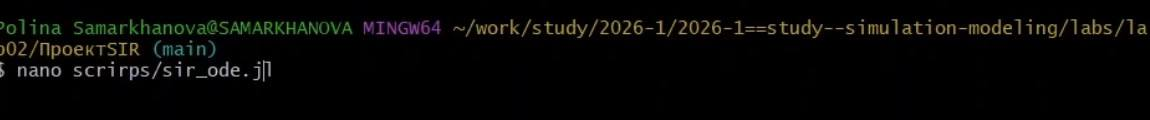 Polina Samarkhanova@SAMARKHANOVA MINGW64 ~/work/study/2026-1/2026-1==study--simulation-modeling/labs/la
b02/ПроектSIR (main)
$ nano scrirps/sir_ode.jl